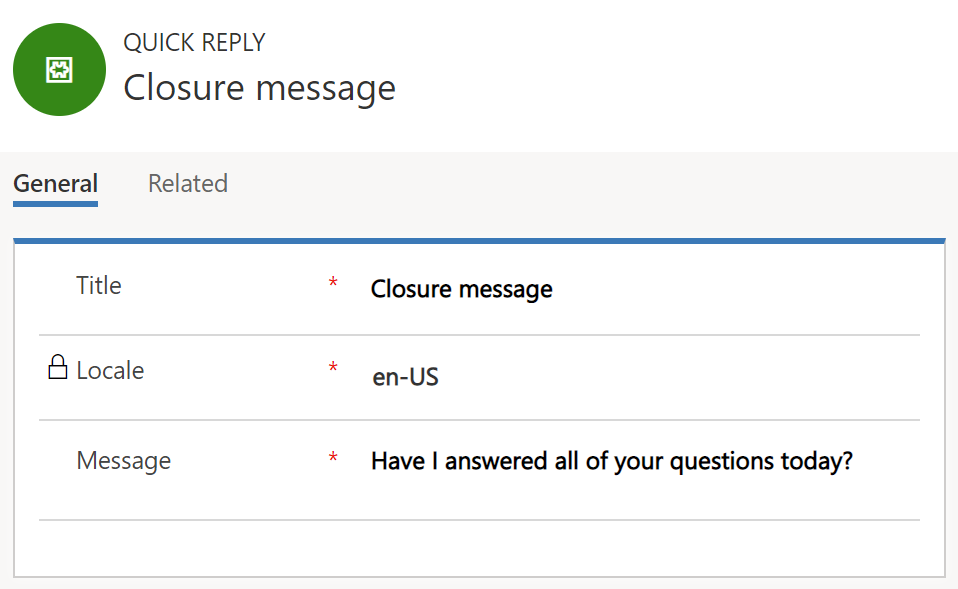 QUICK REPLY
Closure message
General Related
Title * Closure message
Locale * en-US
Message * Have I answered all of your questions today?